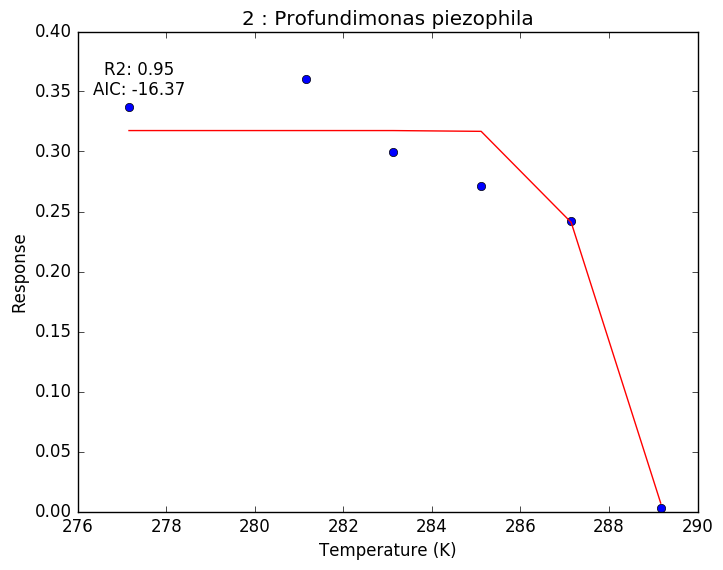 2 : Profundimonas piezophila
0.40
R2: 0.95
AIC: -16.37
0.35
0.30
0.25
0.20
0.15
0.10
0.05
0.00
Response
276 278 280 282 284 286 288 290
Temperature (K)